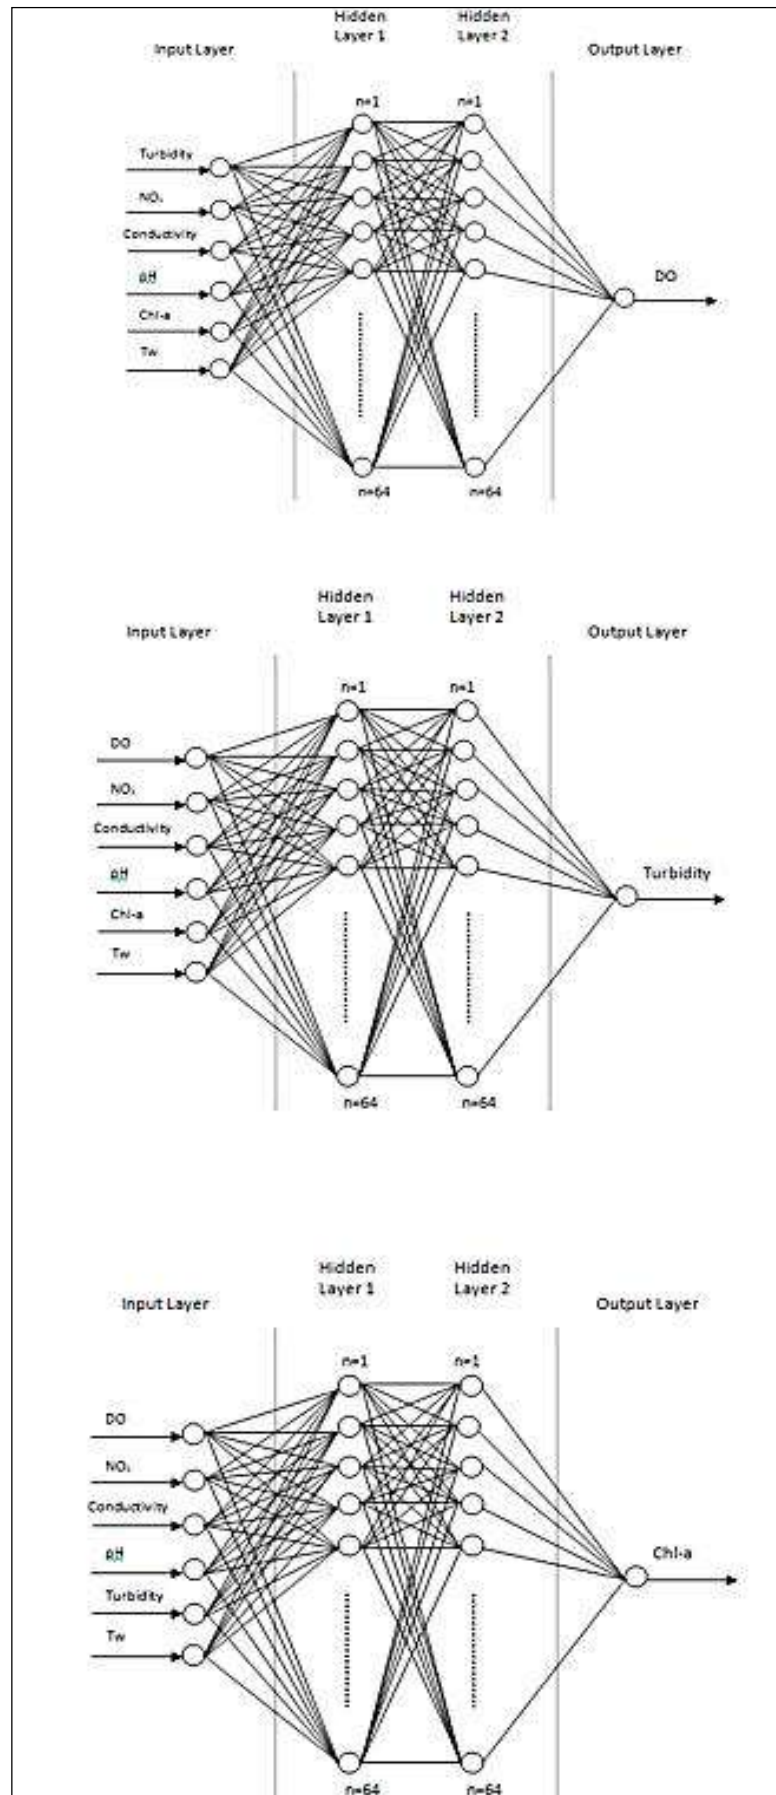 Hidden Hidden
Input Layer Layer 1 Layer 2 Output Layer
n=1 n=1
Turbidity
NO₃
Conductivity
pH
Chl-a
Tw
DO
n=64 n=64
Hidden Hidden
Input Layer Layer 1 Layer 2 Output Layer
n=1 n=1
DO
NO₃
Conductivity
pH
Chl-a
Tw
Turbidity
n=64 n=64
Hidden Hidden
Input Layer Layer 1 Layer 2 Output Layer
n=1 n=1
DO
NO₃
Conductivity
pH
Turbidity
Tw
Chl-a
n=64 n=64